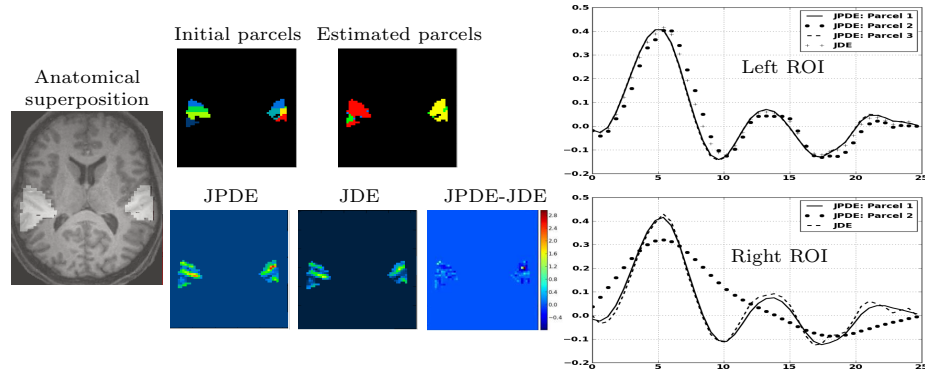 Anatomical
superposition
Initial parcels
Estimated parcels
JPDE
JDE
JPDE-JDE
2.8
2.4
2.0
1.6
1.2
0.8
0.4
0.0
−0.4
JPDE: Parcel 1
JPDE: Parcel 2
JPDE: Parcel 3
JDE
Left ROI
0.5
0.4
0.3
0.2
0.1
0.0
−0.1
−0.2
0 5 10 15 20 25
JPDE: Parcel 1
JPDE: Parcel 2
JDE
Right ROI
0.5
0.4
0.3
0.2
0.1
0.0
−0.1
−0.2
0 5 10 15 20 25